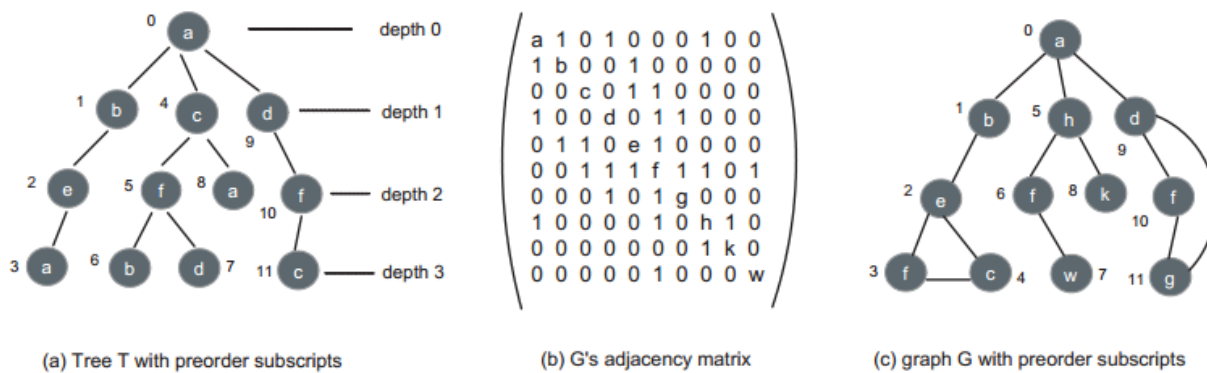 0 a depth 0
1 b 4 c d depth 1
9
2 e 5 f 8 a f depth 2
10
3 a 6 b d 7 11 c depth 3
(a) Tree T with preorder subscripts
a 1 0 1 0 0 0 1 0 0
1 b 0 0 1 0 0 0 0 0
0 0 c 0 1 1 0 0 0 0
1 0 0 d 0 1 1 0 0 0
0 1 1 0 e 1 0 0 0 0
0 0 1 1 1 f 1 1 0 1
0 0 0 1 0 1 g 0 0 0
1 0 0 0 0 1 0 h 1 0
0 0 0 0 0 0 0 1 k 0
0 0 0 0 0 1 0 0 0 w
(b) G's adjacency matrix
0 a
1 b 5 h d
9
2 e 6 f 8 k f
10
3 f c 4 w 7 11 g
(c) graph G with preorder subscripts